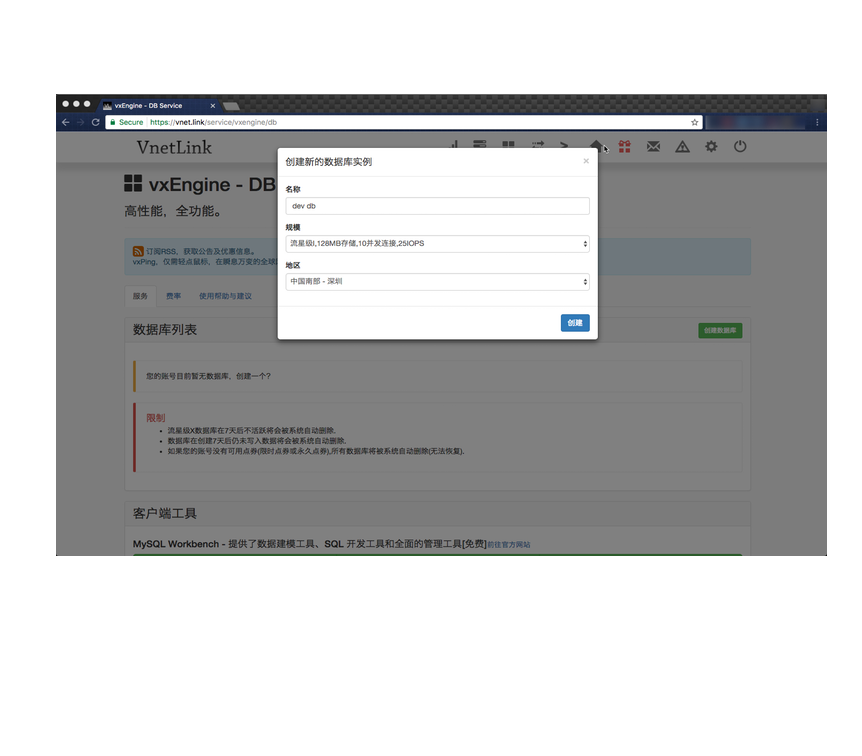 vxEngine - DB Service
Secure https://vnet.link/service/vxengine/db
VnetLink
创建新的数据库实例
×
vxEngine - DB
名称
高性能，全功能。
dev db
规模
流星级I,128MB存储,10并发连接,25IOPS
订阅RSS，获取公告及优惠信息。
vxPing，仅需轻点鼠标，在瞬息万变的全球
地区
中国南部 - 深圳
服务 费率 使用帮助与建议
创建
数据库列表
创建数据库
您的账号目前暂无数据库，创建一个?
限制
流星级X数据库在7天后不活跃将会被系统自动删除.
数据库在创建7天后仍未写入数据将会被系统自动删除.
如果您的账号没有可用点券(限时点券或永久点券),所有数据库将被系统自动删除(无法恢复).
客户端工具
MySQL Workbench - 提供了数据建模工具、SQL 开发工具和全面的管理工具[免费]前往官方网站